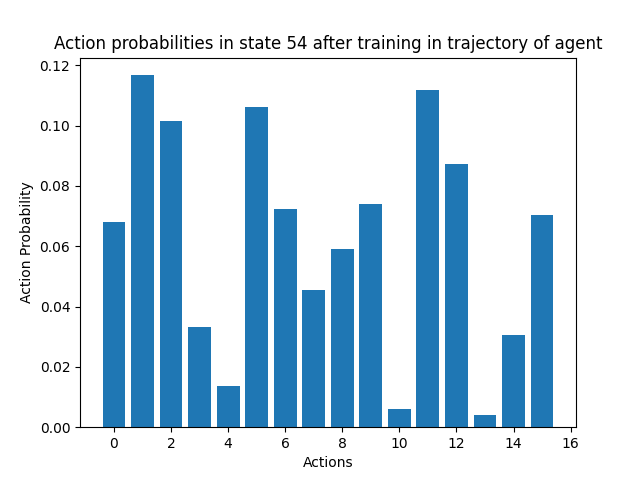 Action probabilities in state 54 after training in trajectory of agent
0.12
0.10
0.08
0.06
0.04
0.02
0.00
Action Probability
0 2 4 6 8 10 12 14 16
Actions